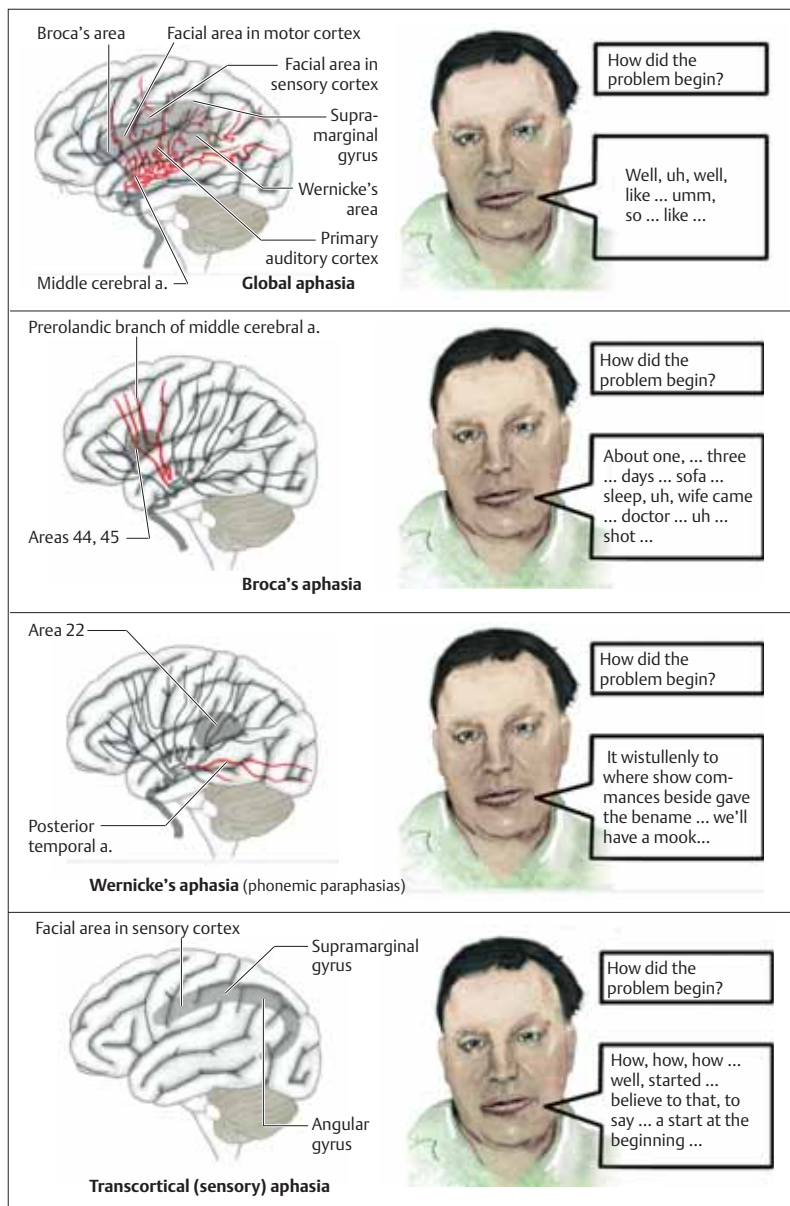 Broca's area
Facial area in motor cortex
Facial area in
sensory cortex
Supra-
marginal
gyrus
Wernicke's
area
Primary
auditory cortex
Middle cerebral a.
Global aphasia
How did the
problem begin?
Well, uh, well,
like ... umm,
so ... like ...
Prerolandic branch of middle cerebral a.
Areas 44, 45
Broca's aphasia
How did the
problem begin?
About one, ... three
... days ... sofa ...
sleep, uh, wife came
... doctor ... uh ...
shot ...
Area 22
Posterior
temporal a.
Wernicke's aphasia (phonemic paraphasias)
How did the
problem begin?
It wistullenly to
where show com-
mances beside gave
the bename ... we'll
have a mook...
Facial area in sensory cortex
Supramarginal
gyrus
Angular
gyrus
Transcortical (sensory) aphasia
How did the
problem begin?
How, how, how ...
well, started ...
believe to that, to
say ... a start at the
beginning ...